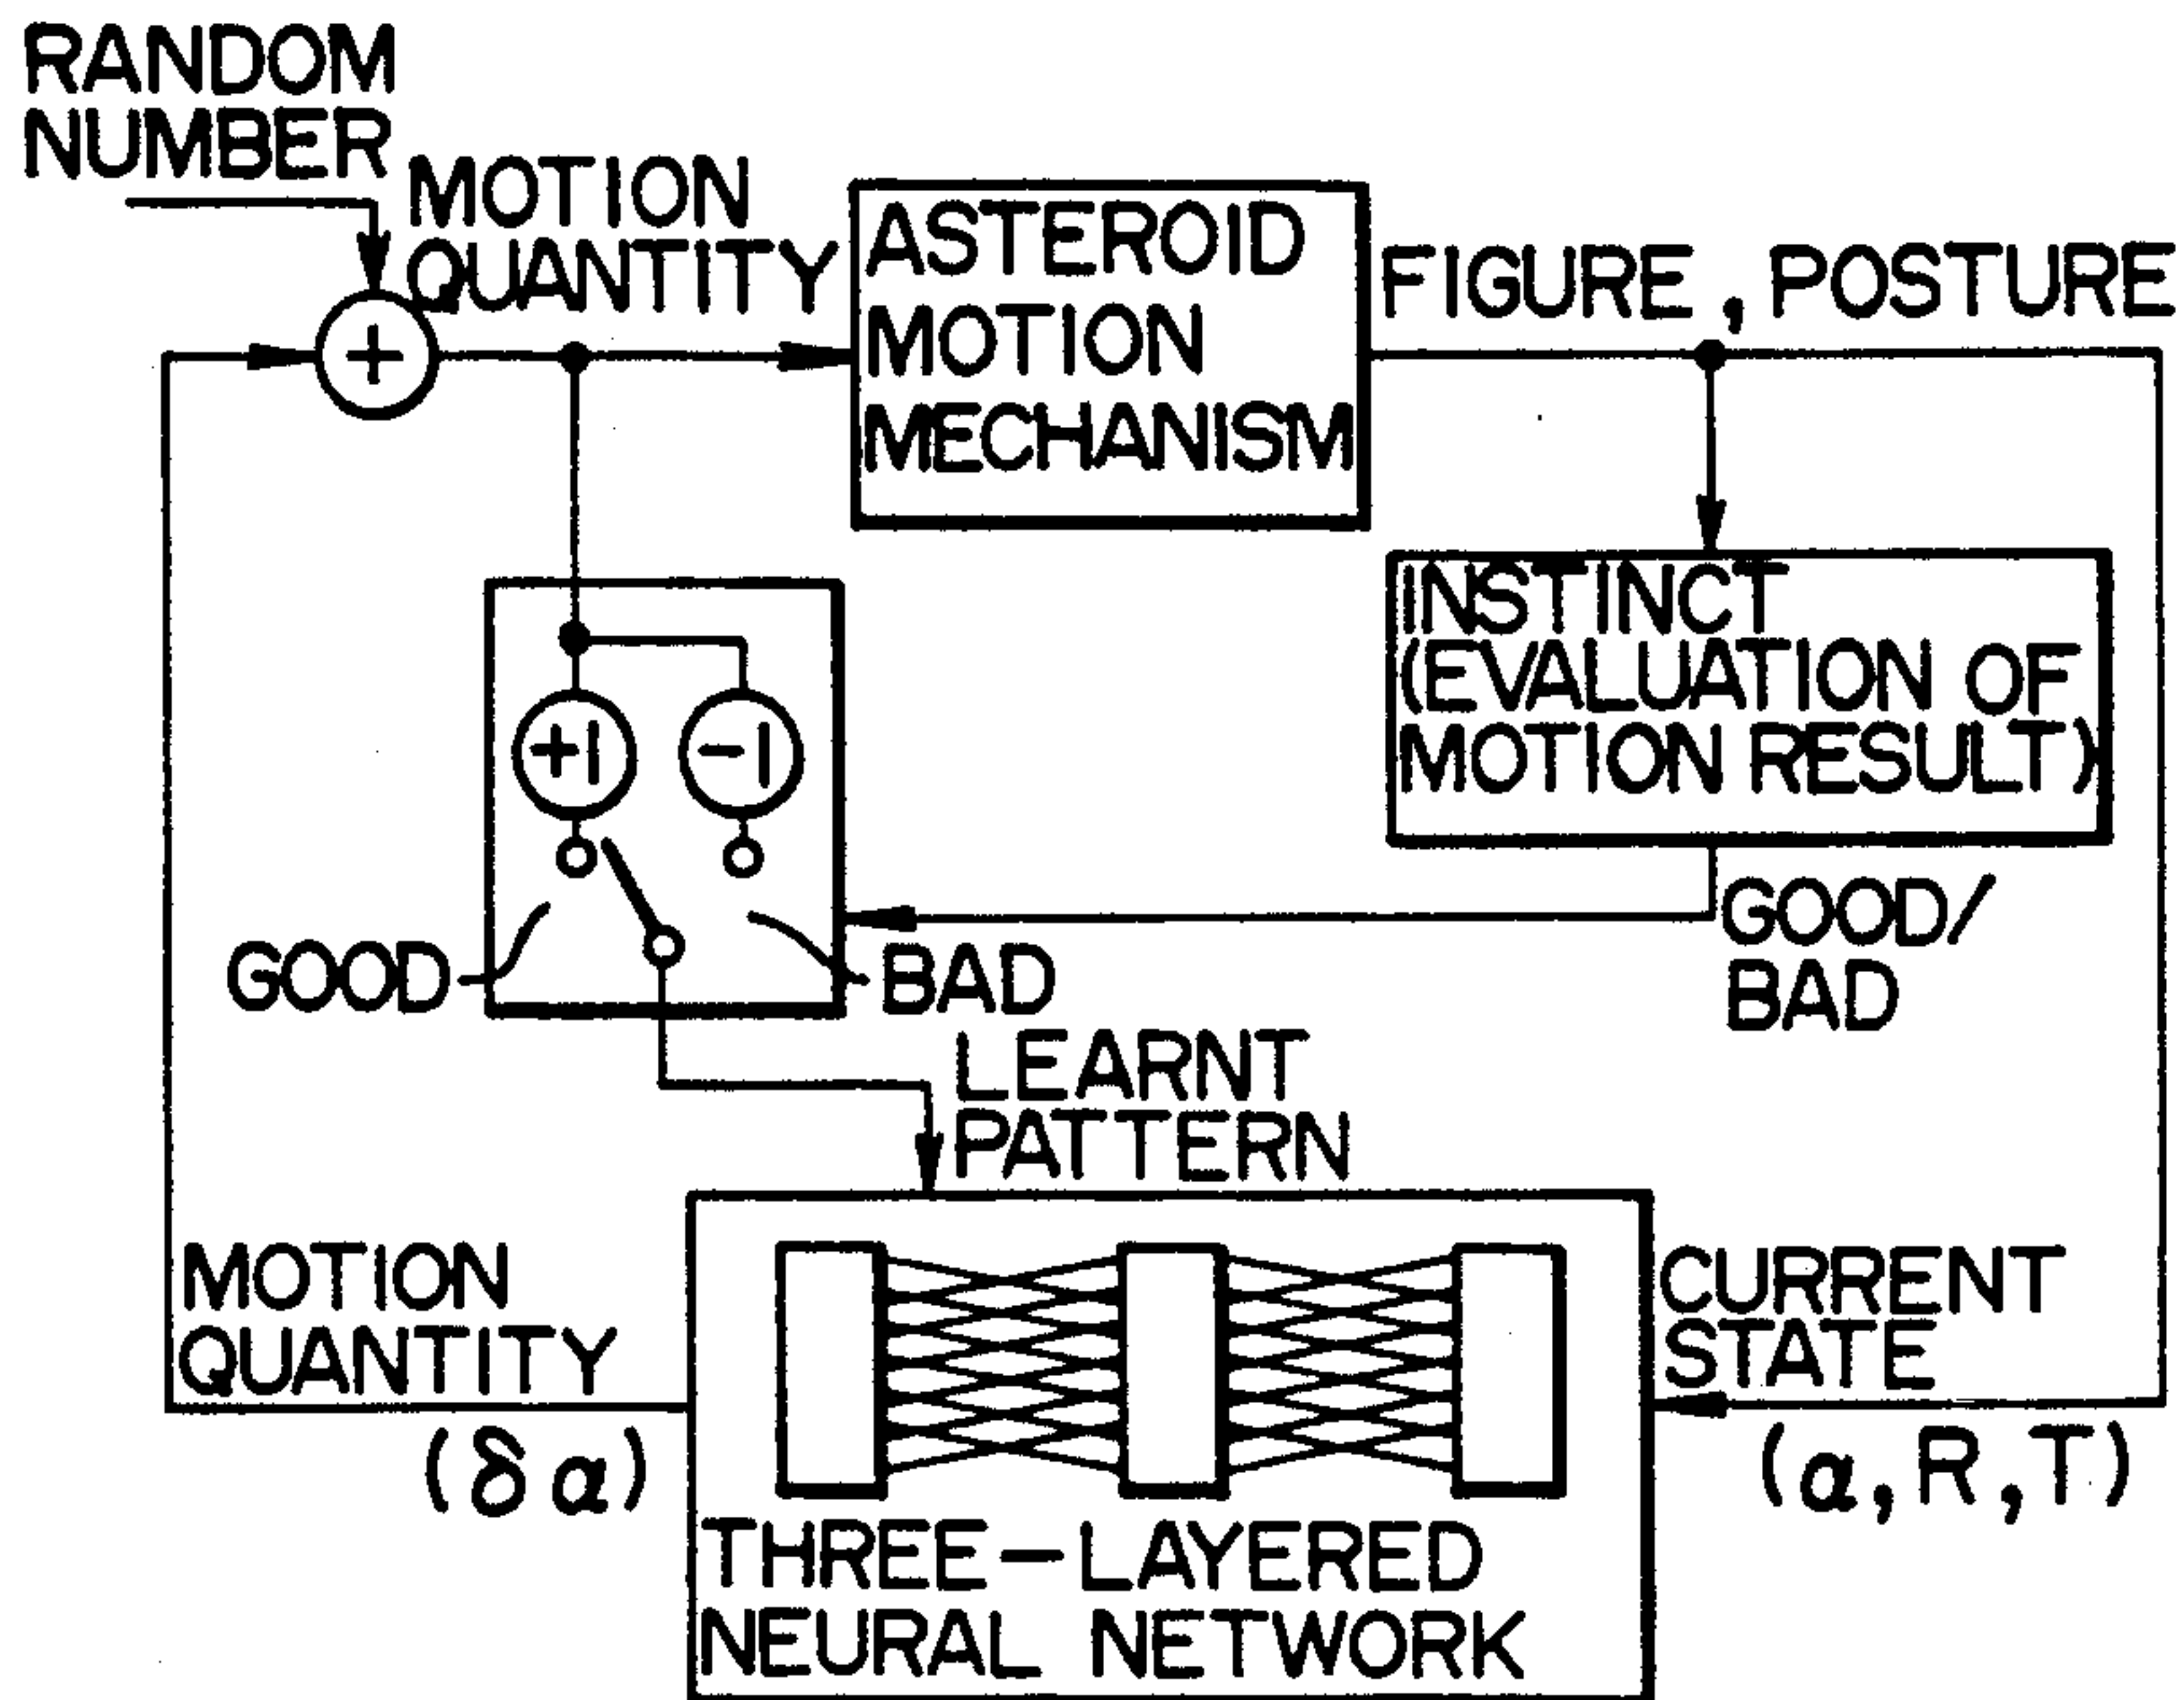 RANDOM
NUMBER
MOTION
QUANTITY
+
ASTEROID
MOTION
MECHANISM
FIGURE, POSTURE
INSTINCT
(EVALUATION OF
MOTION RESULT)
+1
-1
GOOD
BAD
GOOD/
BAD
LEARNT
PATTERN
MOTION
QUANTITY
(δα)
CURRENT
STATE
(α, R, T)
THREE-LAYERED
NEURAL NETWORK